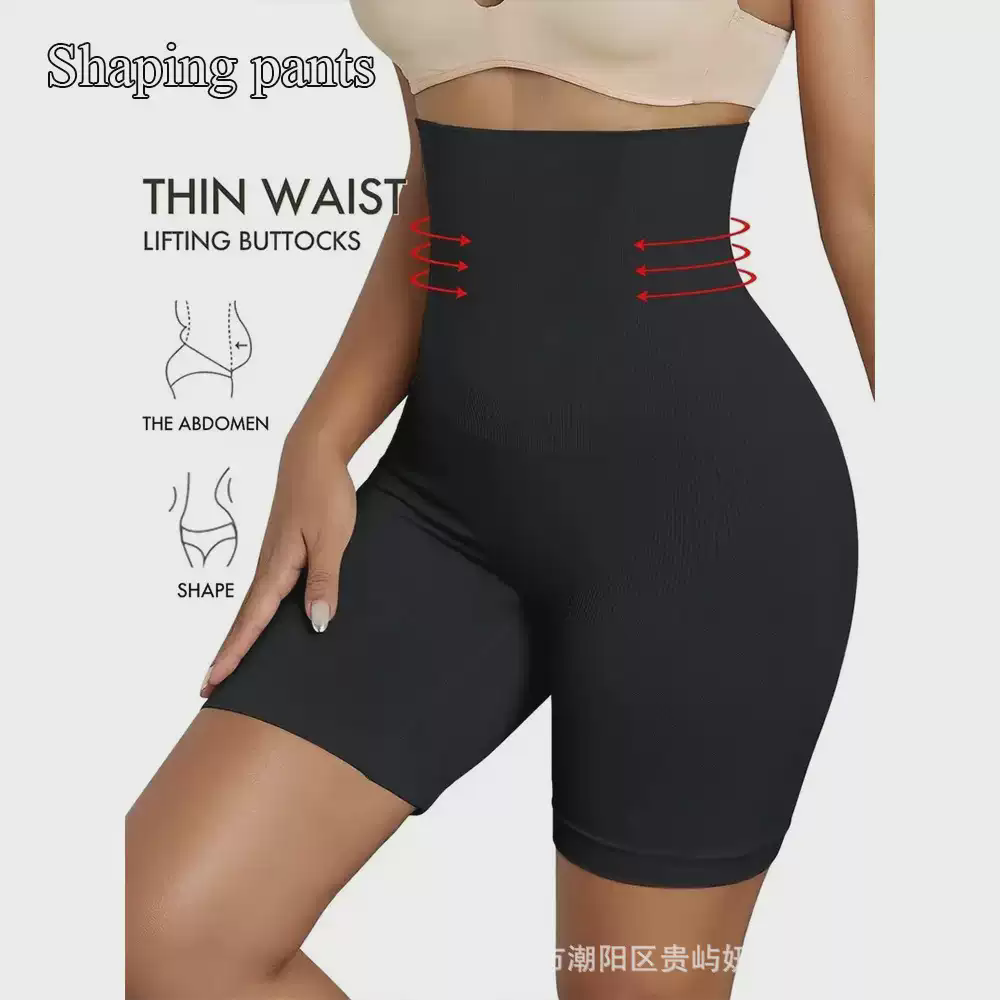 Shaping pants
THIN WAIST
LIFTING BUTTOCKS
THE ABDOMEN
SHAPE
市潮阳区贵屿